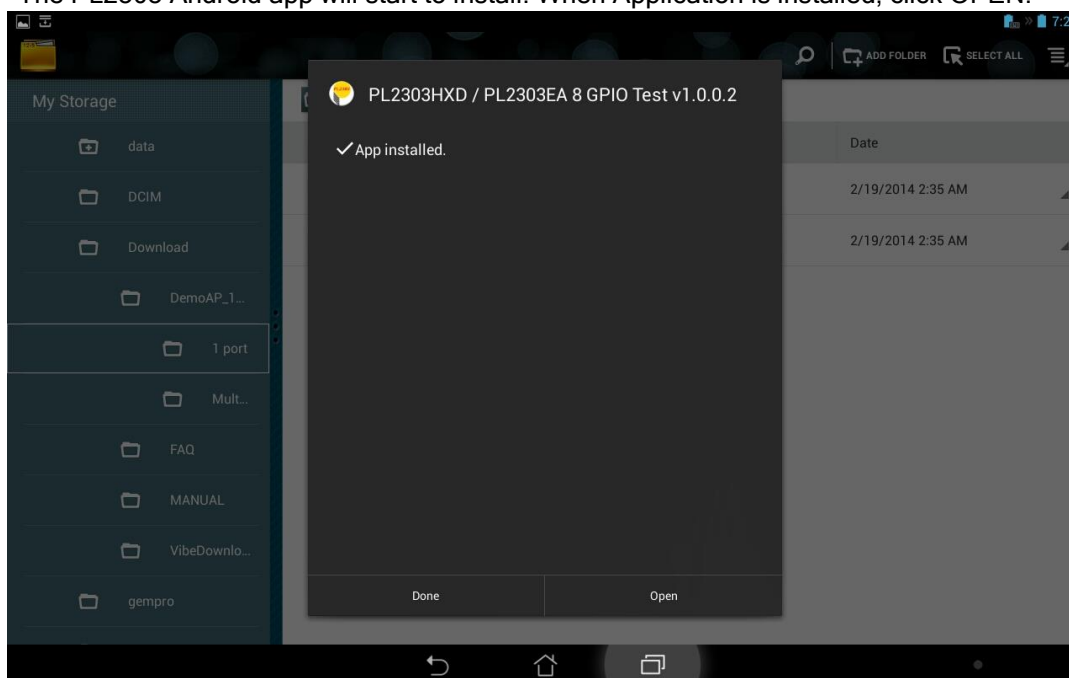 The PL2303 Android app will start to install. When Application is installed, click OPEN.
7:2
ADD FOLDER SELECT ALL
My Storage
PL2303HXD / PL2303EA 8 GPIO Test v1.0.0.2
data
App installed.
Date
DCIM
2/19/2014 2:35 AM
Download
2/19/2014 2:35 AM
DemoAP_1...
1 port
Mult...
FAQ
MANUAL
VibeDownlo...
gempro
Done
Open